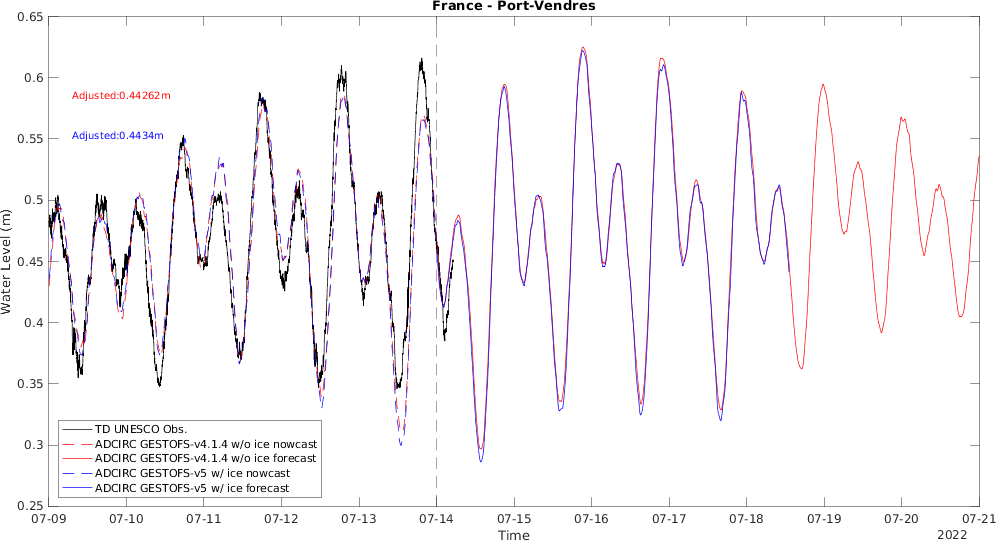 France - Port-Vendres
0.65
0.6
0.55
0.5
0.45
0.4
0.35
0.3
0.25
Water Level (m)
Adjusted:0.44262m
Adjusted:0.4434m
TD UNESCO Obs.
ADCIRC GESTOFS-v4.1.4 w/o ice nowcast
ADCIRC GESTOFS-v4.1.4 w/o ice forecast
ADCIRC GESTOFS-v5 w/ ice nowcast
ADCIRC GESTOFS-v5 w/ ice forecast
07-09 07-10 07-11 07-12 07-13 07-14 07-15 07-16 07-17 07-18 07-19 07-20 07-21
Time
2022